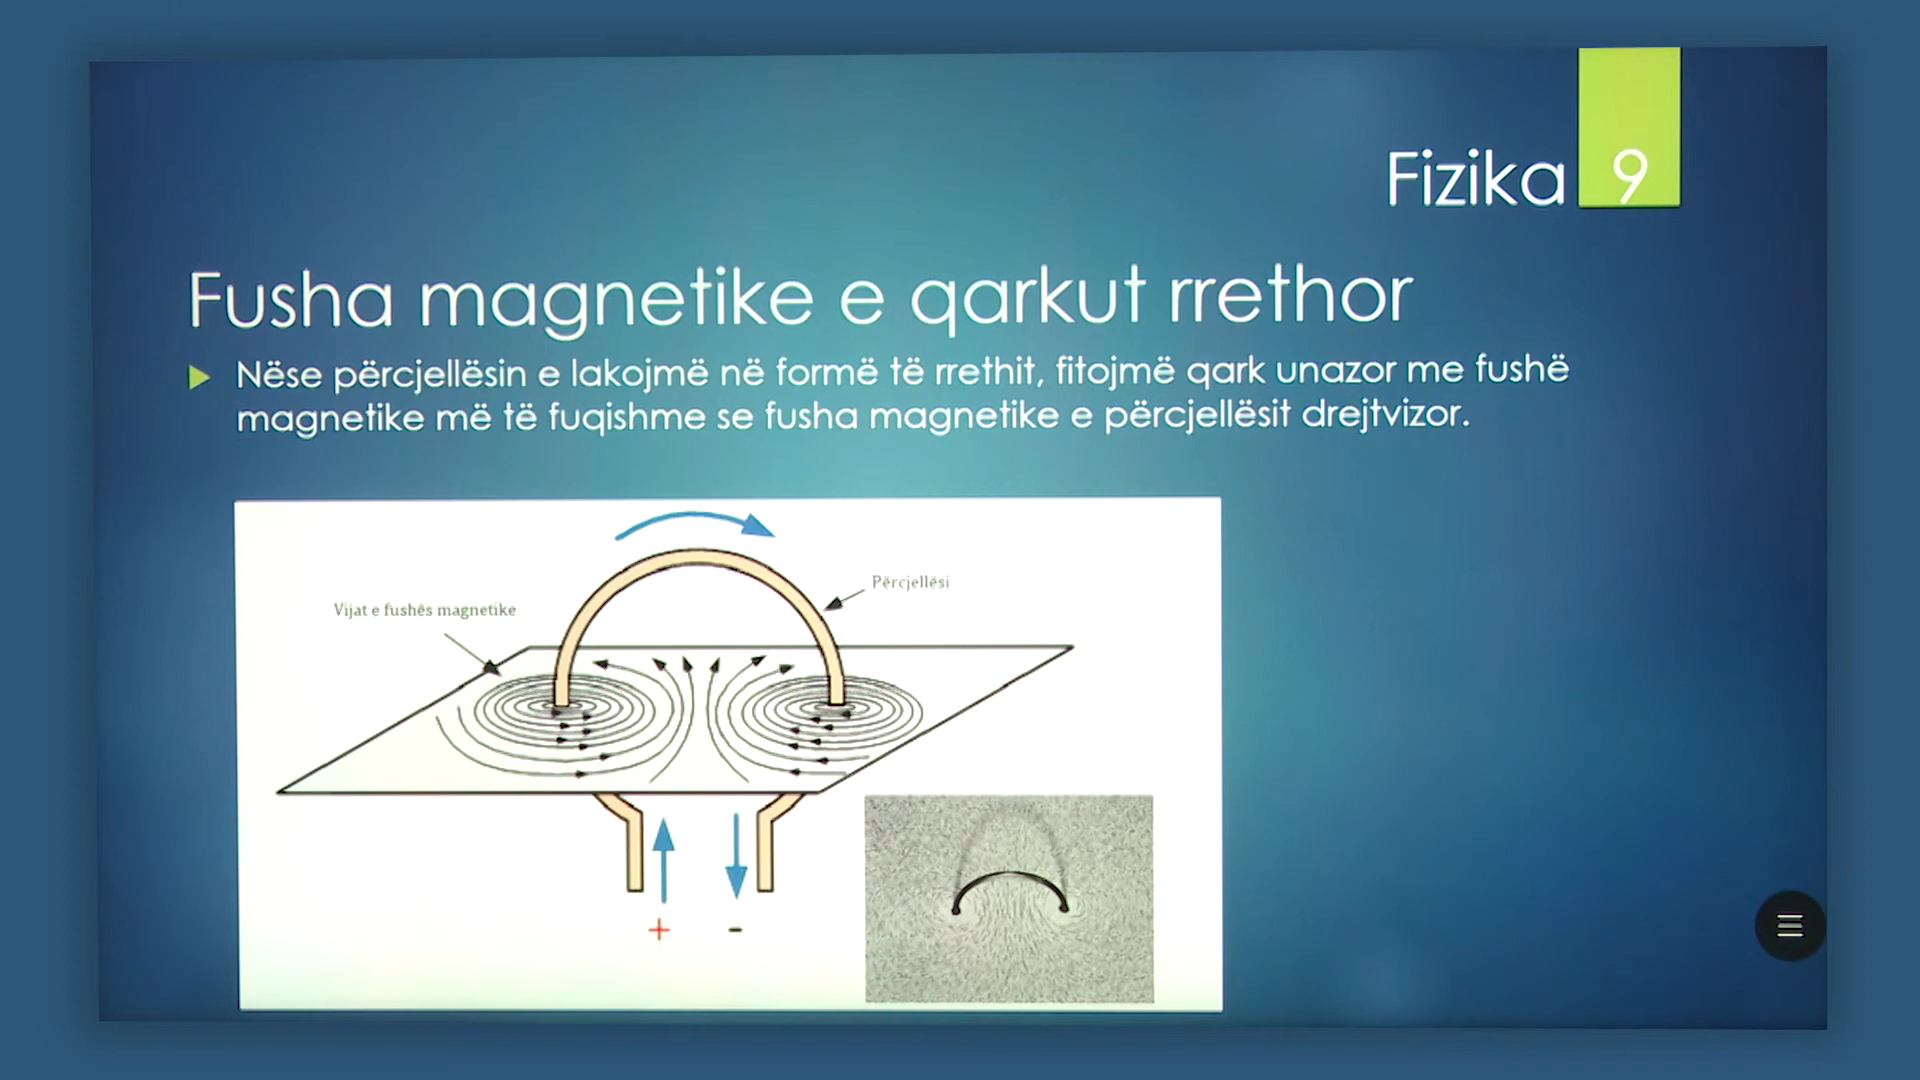 Fizika 9
Fusha magnetike e qarkut rrethor
Nëse përcjellësin e lakojmë në formë të rrethit, fitojmë qark unazor me fushë
magnetike më të fuqishme se fusha magnetike e përcjellësit drejtvizor.
Përcjellësi
Vijat e fushës magnetike
+ -